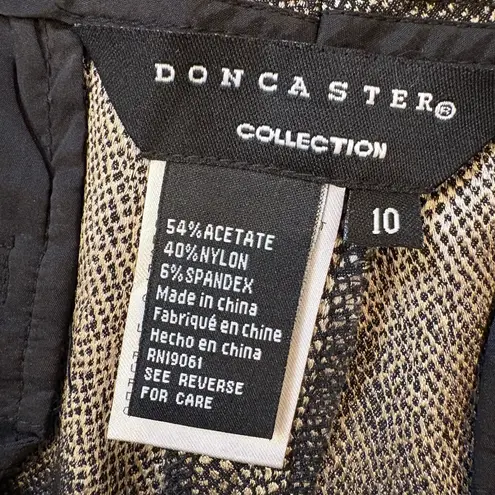 DONCASTER®
COLLECTION
10
54%ACETATE
40%NYLON
6%SPANDEX
Made in china
Fabriqué en chine
Hecho en china
RN19061
SEE REVERSE
FOR CARE